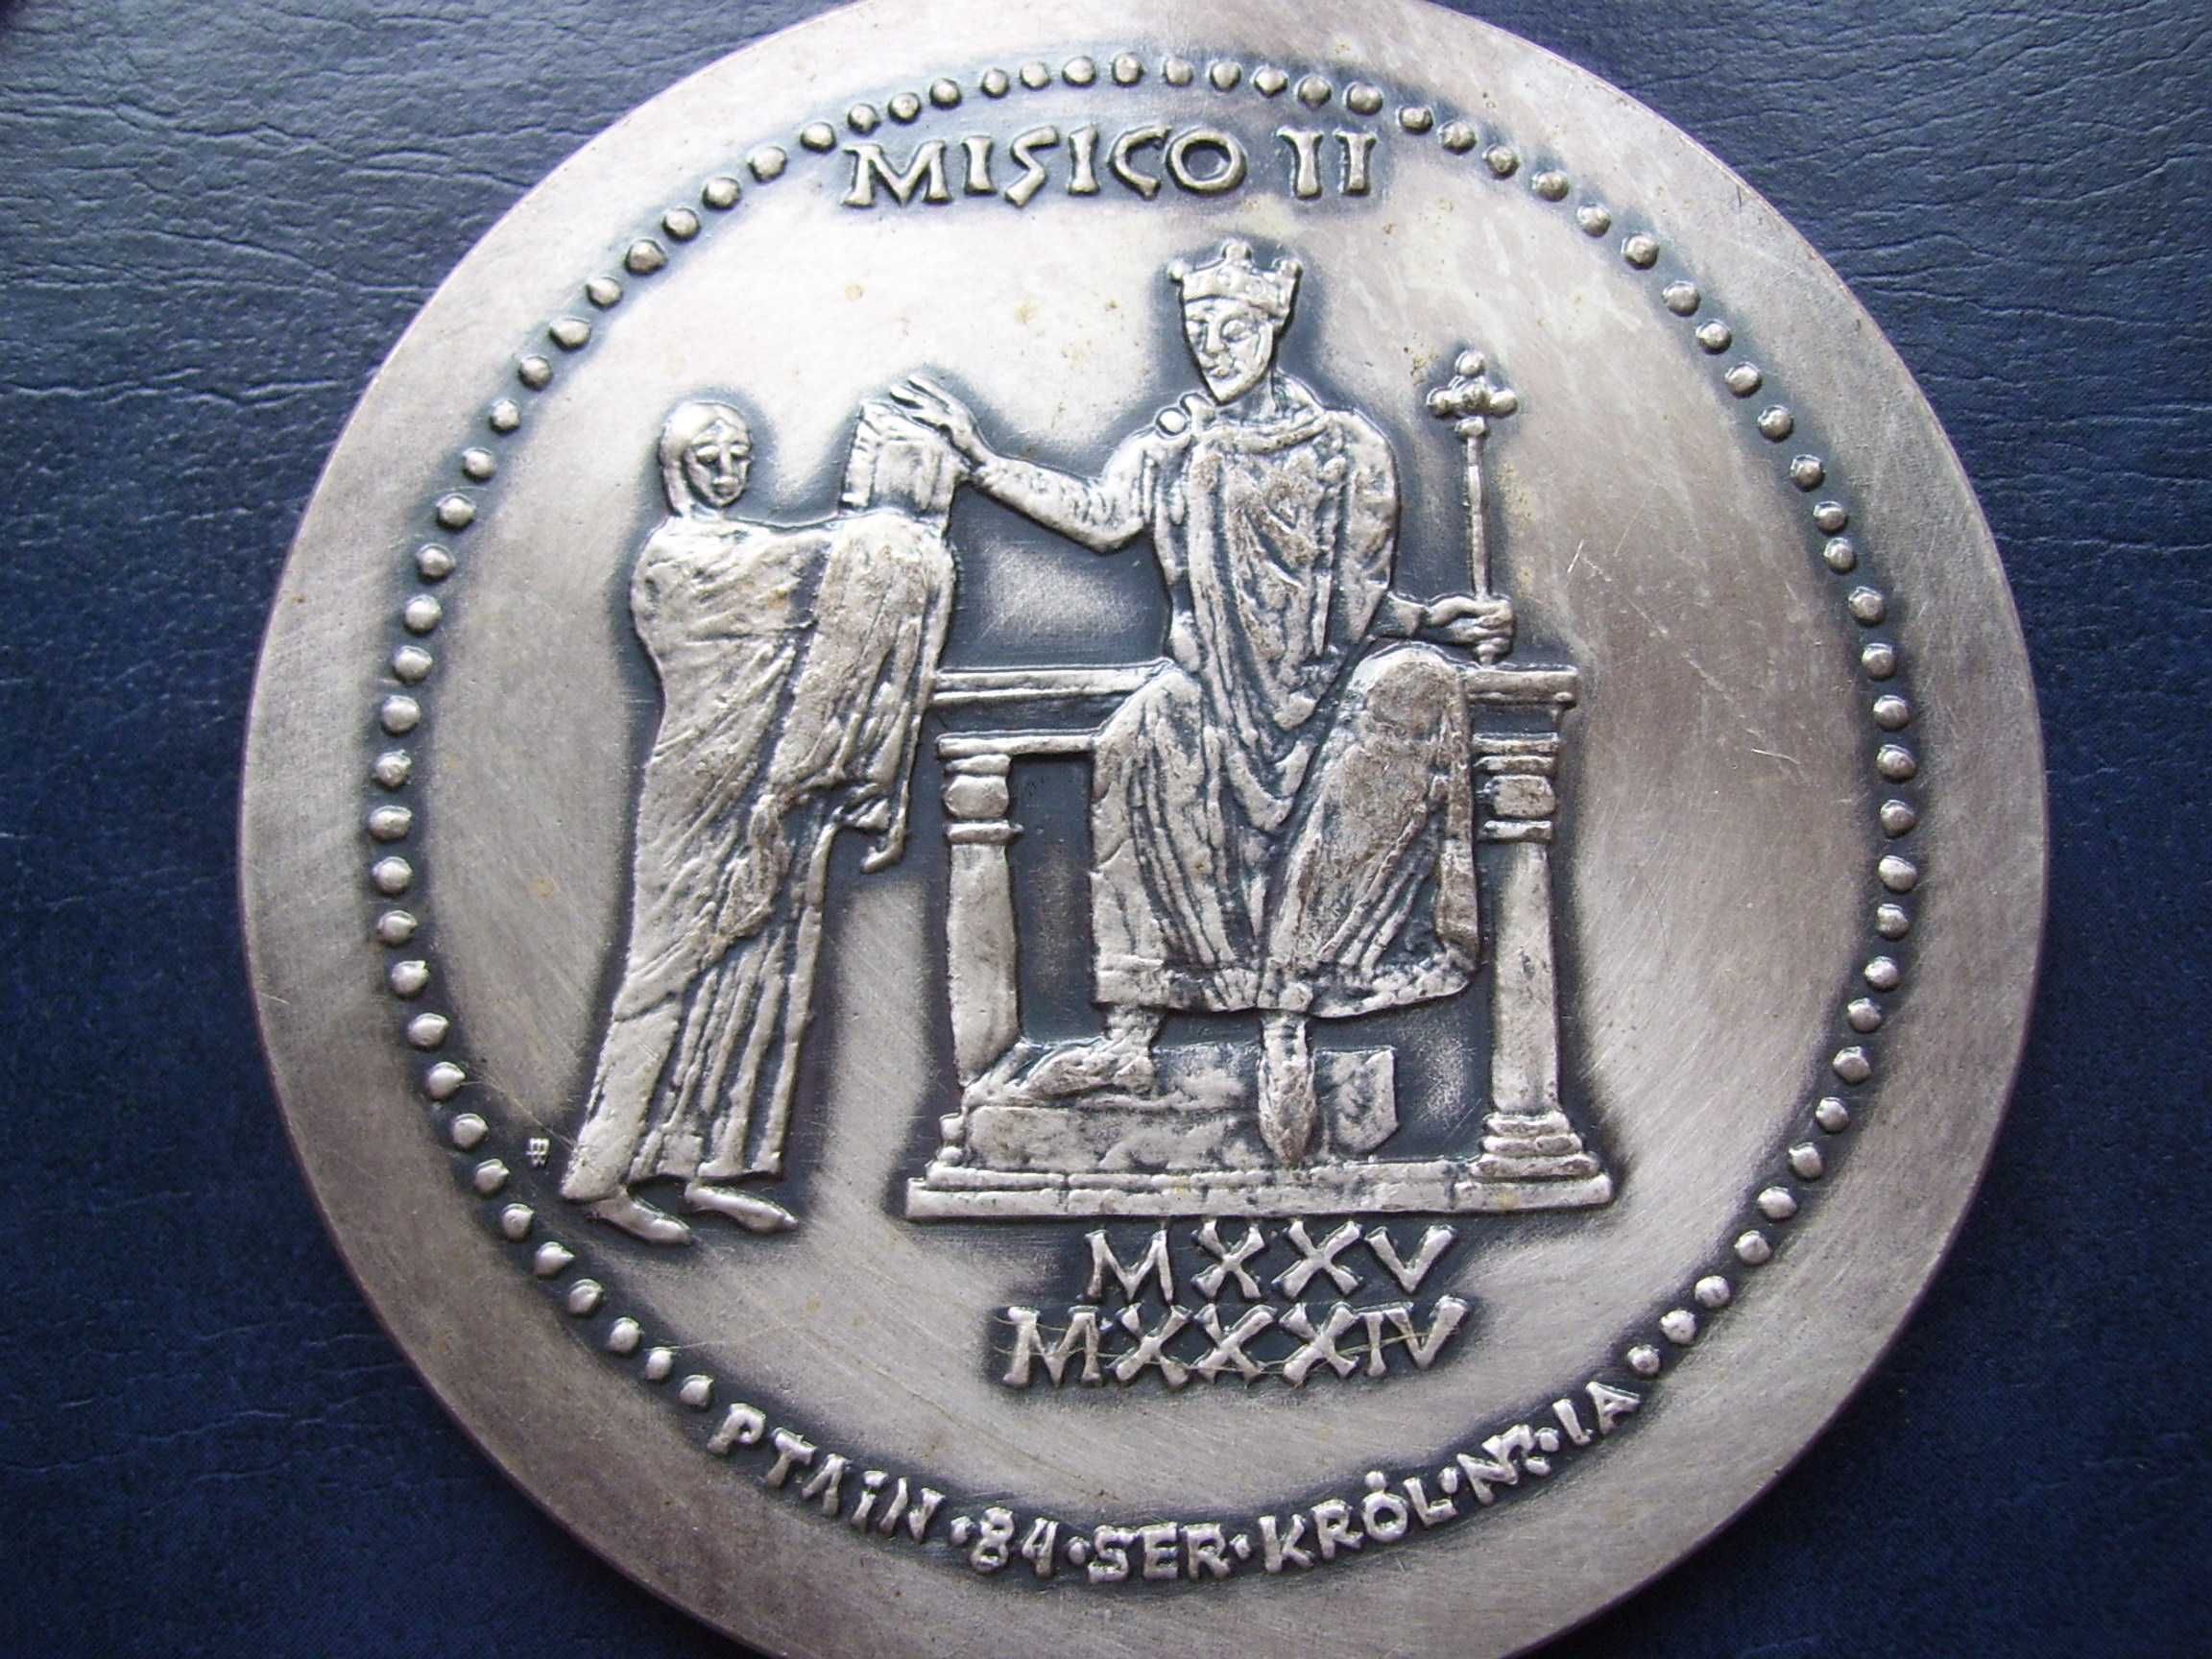 MISICO II
MXXV
MXXXIV
PTAiN·84·SER·KRÓL·Nr.·IA